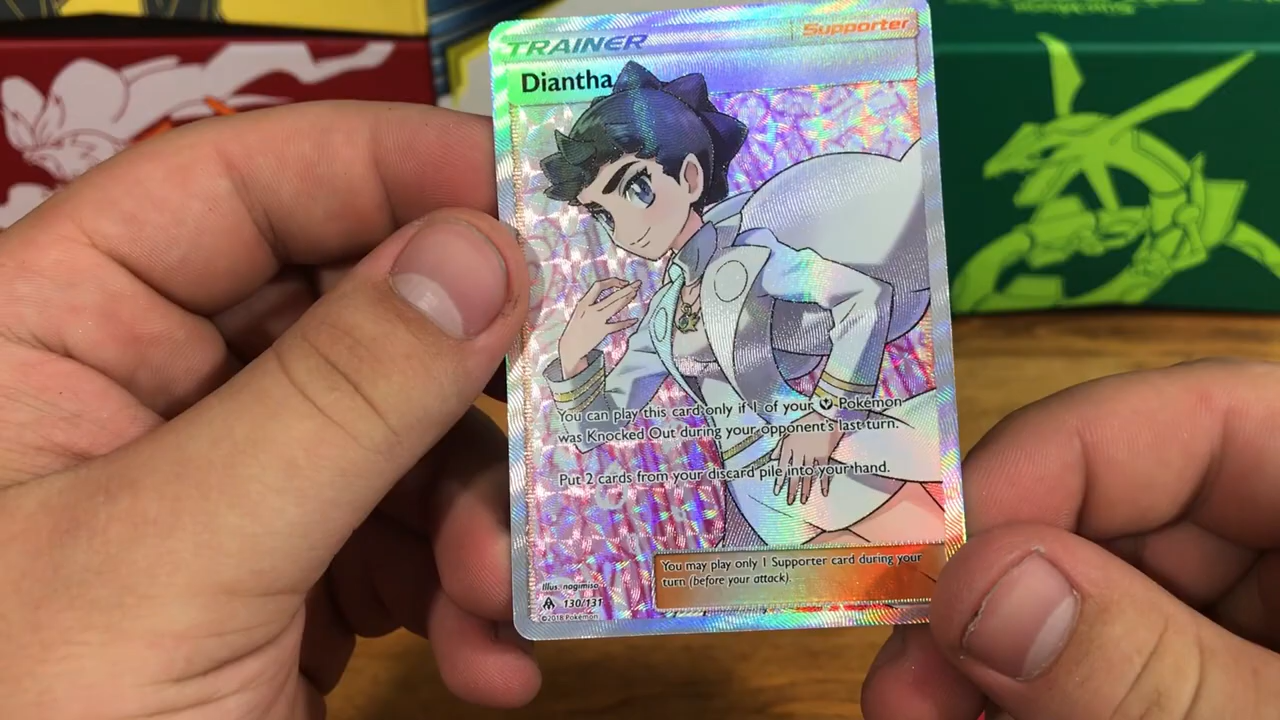 TRAINER
Supporter
Diantha
You can play this card only if 1 of your Pokémon
was Knocked Out during your opponent's last turn.
Put 2 cards from your discard pile into your hand.
You may play only 1 Supporter card during your
turn (before your attack).
Illus. nagimiso
130/131
©2018 Pokémon